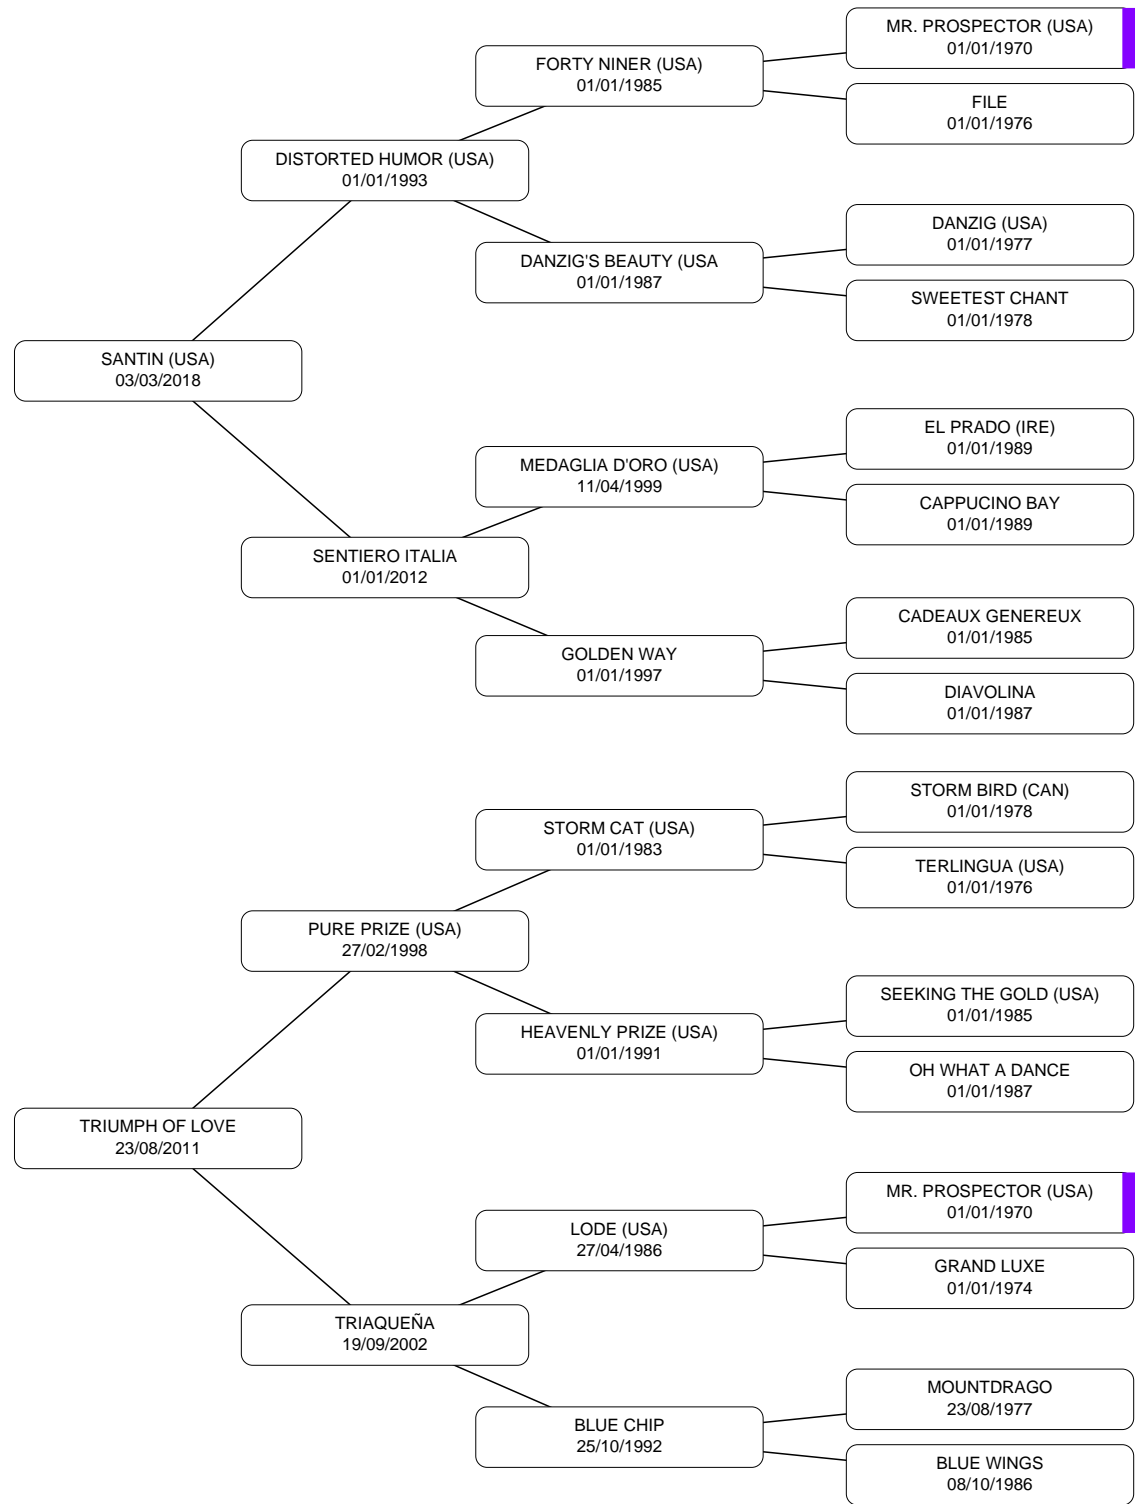 MR. PROSPECTOR (USA)
01/01/1970
FORTY NINER (USA)
01/01/1985
FILE
01/01/1976
DISTORTED HUMOR (USA)
01/01/1993
DANZIG (USA)
01/01/1977
DANZIG'S BEAUTY (USA
01/01/1987
SWEETEST CHANT
01/01/1978
SANTIN (USA)
03/03/2018
EL PRADO (IRE)
01/01/1989
MEDAGLIA D'ORO (USA)
11/04/1999
CAPPUCINO BAY
01/01/1989
SENTIERO ITALIA
01/01/2012
CADEAUX GENEREUX
01/01/1985
GOLDEN WAY
01/01/1997
DIAVOLINA
01/01/1987
STORM BIRD (CAN)
01/01/1978
STORM CAT (USA)
01/01/1983
TERLINGUA (USA)
01/01/1976
PURE PRIZE (USA)
27/02/1998
SEEKING THE GOLD (USA)
01/01/1985
HEAVENLY PRIZE (USA)
01/01/1991
OH WHAT A DANCE
01/01/1987
TRIUMPH OF LOVE
23/08/2011
MR. PROSPECTOR (USA)
01/01/1970
LODE (USA)
27/04/1986
GRAND LUXE
01/01/1974
TRIAQUEÑA
19/09/2002
MOUNTDRAGO
23/08/1977
BLUE CHIP
25/10/1992
BLUE WINGS
08/10/1986